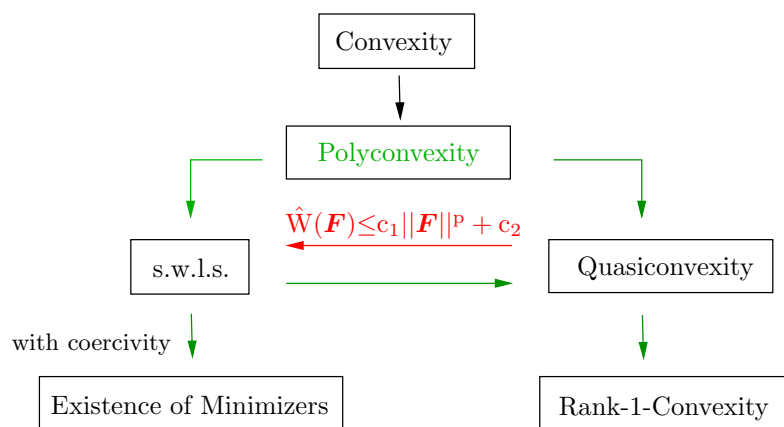 Convexity
Polyconvexity
Ŵ(F)≤c₁||F||ᵖ + c₂
s.w.l.s.
Quasiconvexity
with coercivity
Existence of Minimizers
Rank-1-Convexity